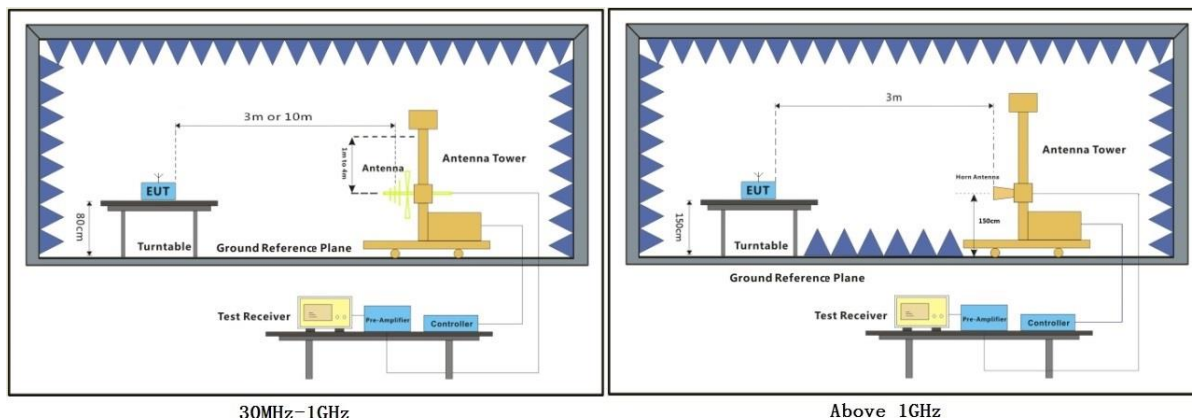 3m or 10m
1m to 4m
Antenna
Antenna Tower
EUT
80cm
Turntable
Ground Reference Plane
Test Receiver
Pre-Amplifier
Controller
30MHz-1GHz
3m
Antenna Tower
Horn Antenna
EUT
150cm
150cm
Turntable
Ground Reference Plane
Test Receiver
Pre-Amplifier
Controller
Above 1GHz